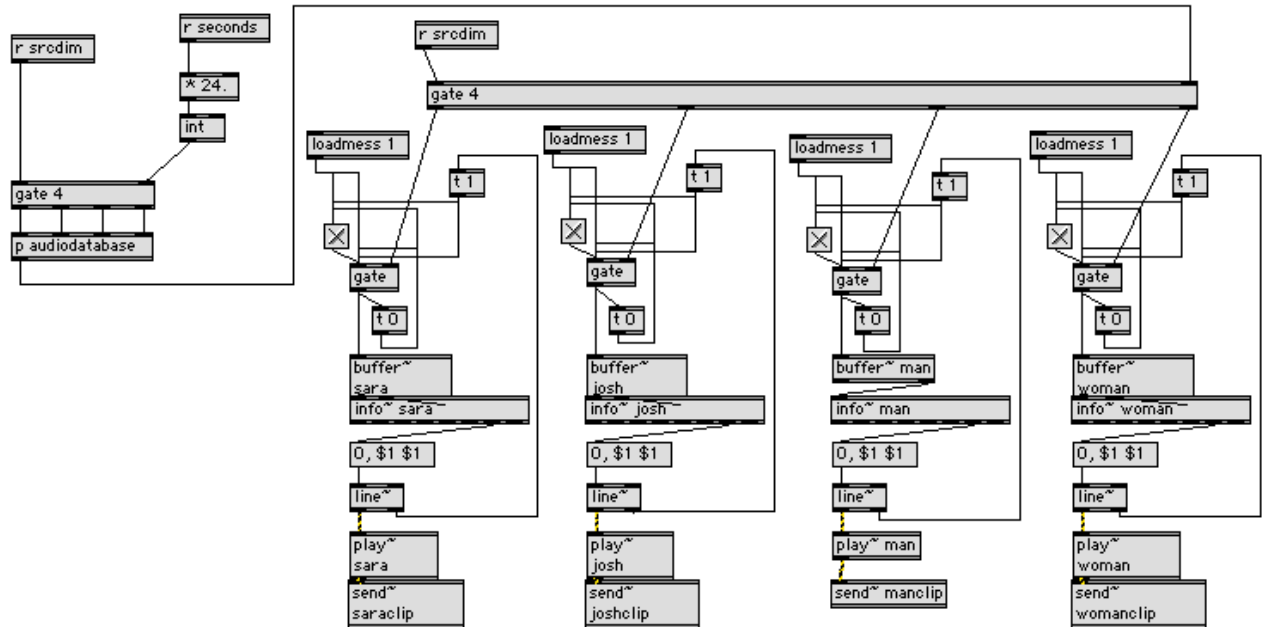 r srcdim
r seconds
* 24.
int
gate 4
p audiodatabase
r srcdim
gate 4
loadmess 1
t 1
gate
t 0
buffer~
sara
info~ sara
0, $1 $1
line~
play~
sara
send~
saraclip
loadmess 1
t 1
gate
t 0
buffer~
josh
info~ josh
0, $1 $1
line~
play~
josh
send~
joshclip
loadmess 1
t 1
gate
t 0
buffer~ man
info~ man
0, $1 $1
line~
play~ man
send~ manclip
loadmess 1
t 1
gate
t 0
buffer~
woman
info~ woman
0, $1 $1
line~
play~
woman
send~
womanclip